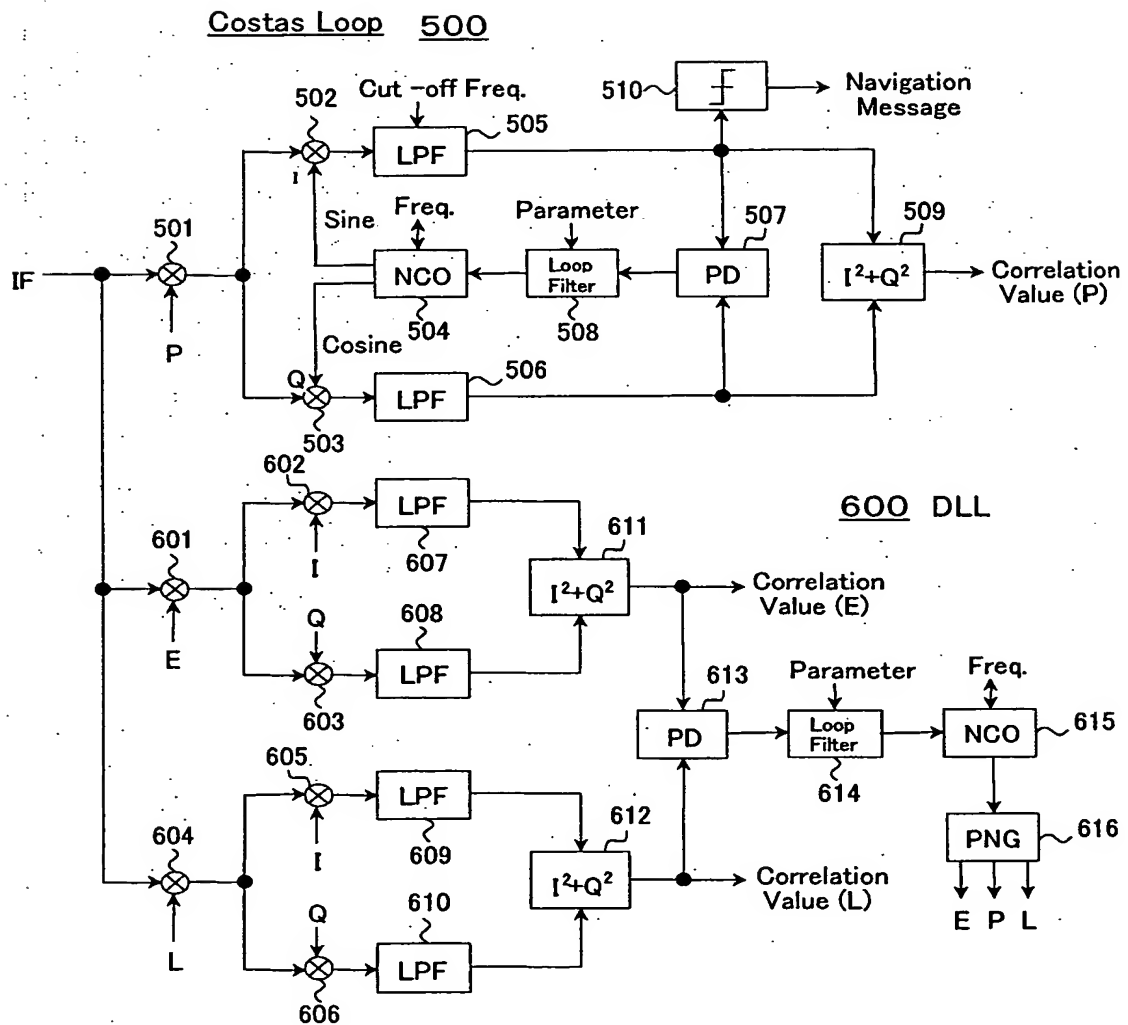 Costas Loop 500
Cut-off Freq.
502
505
LPF
I
510
Navigation
Message
501
IF
P
Sine
Freq.
NCO
504
Cosine
Parameter
Loop
Filter
508
507
PD
509
I²+Q²
Correlation
Value (P)
Q
503
506
LPF
602
601
E
I
LPF
607
Q
603
608
LPF
611
I²+Q²
600 DLL
Correlation
Value (E)
613
PD
Parameter
Loop
Filter
614
Freq.
NCO
615
PNG
616
E P L
605
604
L
I
LPF
609
Q
606
610
LPF
612
I²+Q²
Correlation
Value (L)